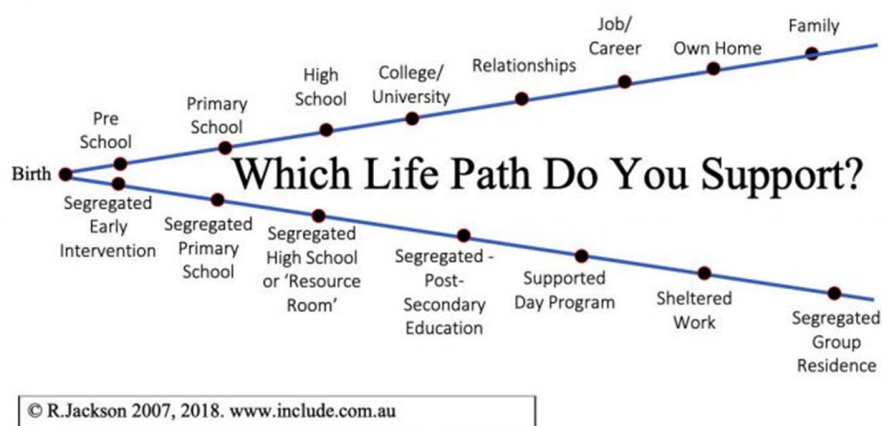 Birth
Pre
School
Primary
School
High
School
College/
University
Relationships
Job/
Career
Own Home
Family
Which Life Path Do You Support?
Segregated
Early
Intervention
Segregated
Primary
School
Segregated
High School
or ‘Resource
Room’
Segregated -
Post-
Secondary
Education
Supported
Day Program
Sheltered
Work
Segregated
Group
Residence
© R.Jackson 2007, 2018. www.include.com.au